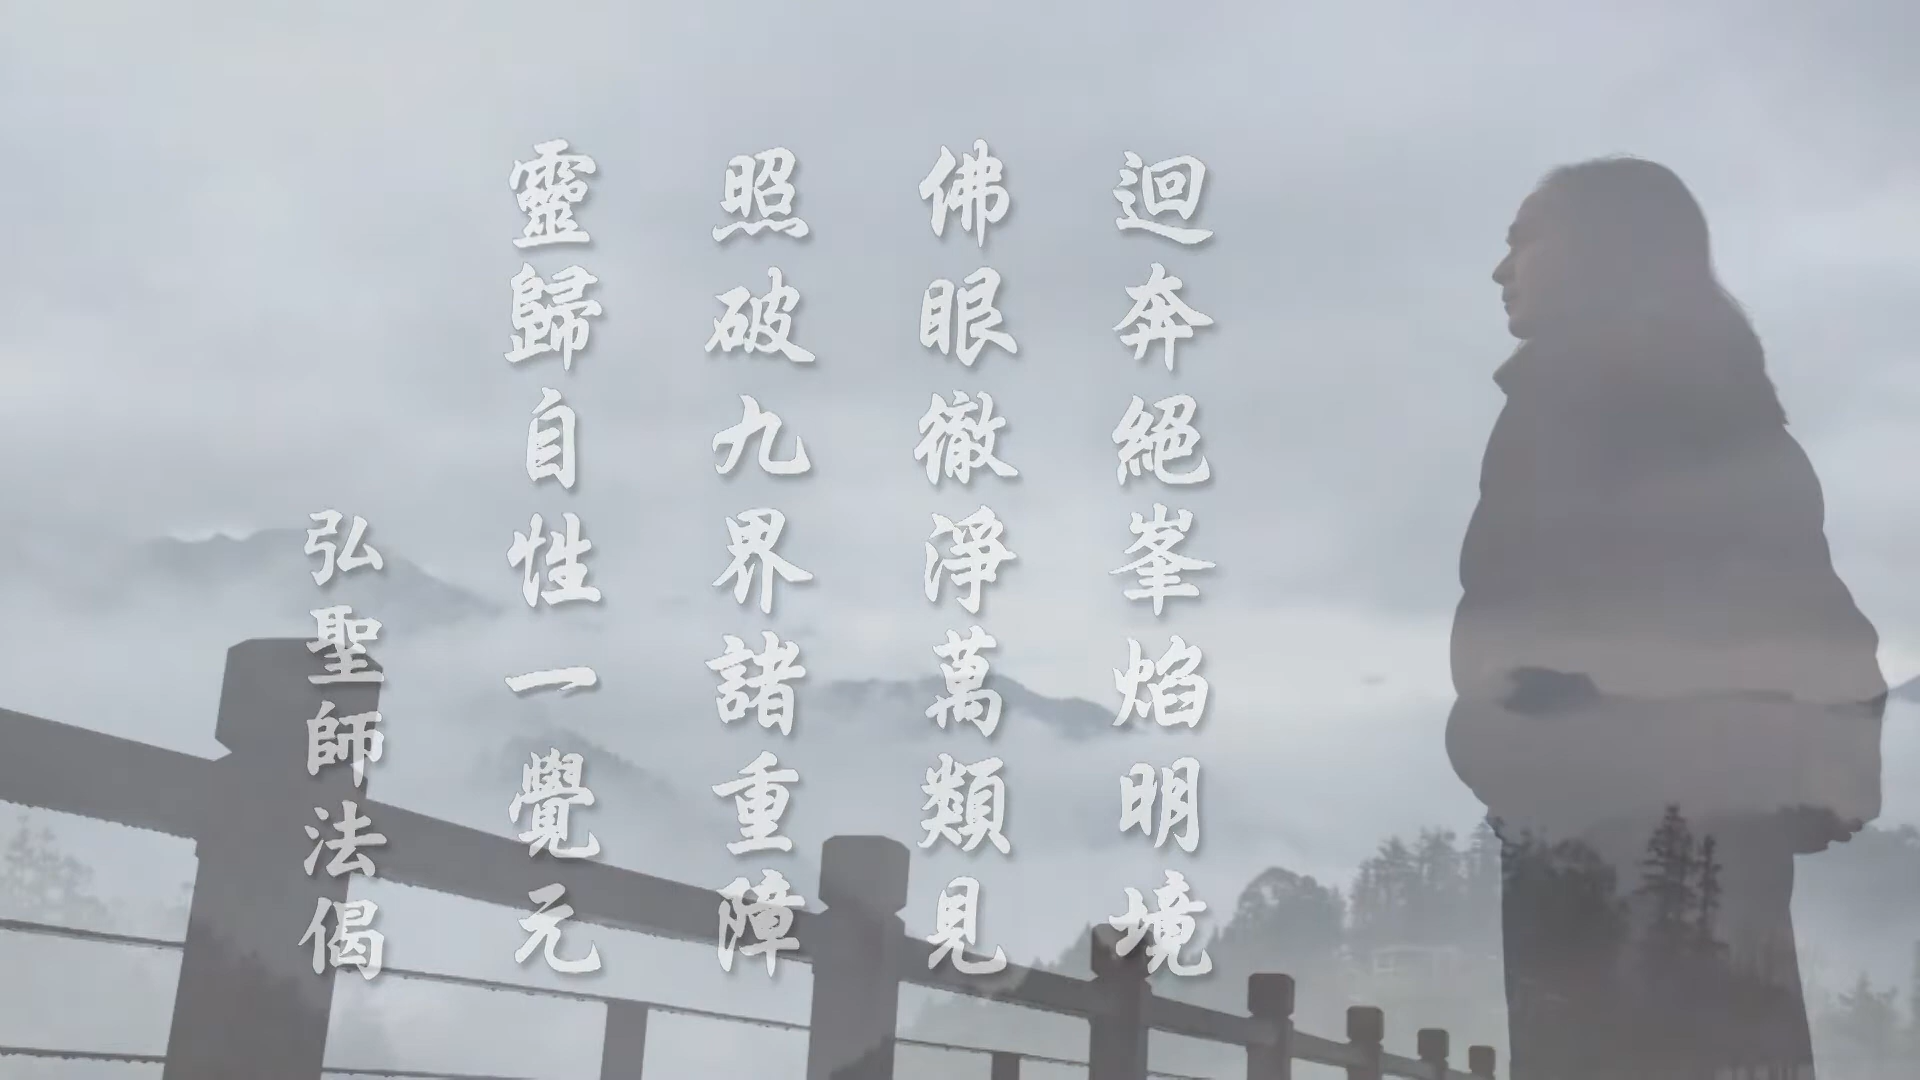 迴奔絕峯焰明境
佛眼徹淨萬類見
照破九界諸重障
靈歸自性一覺元
弘聖師法偈